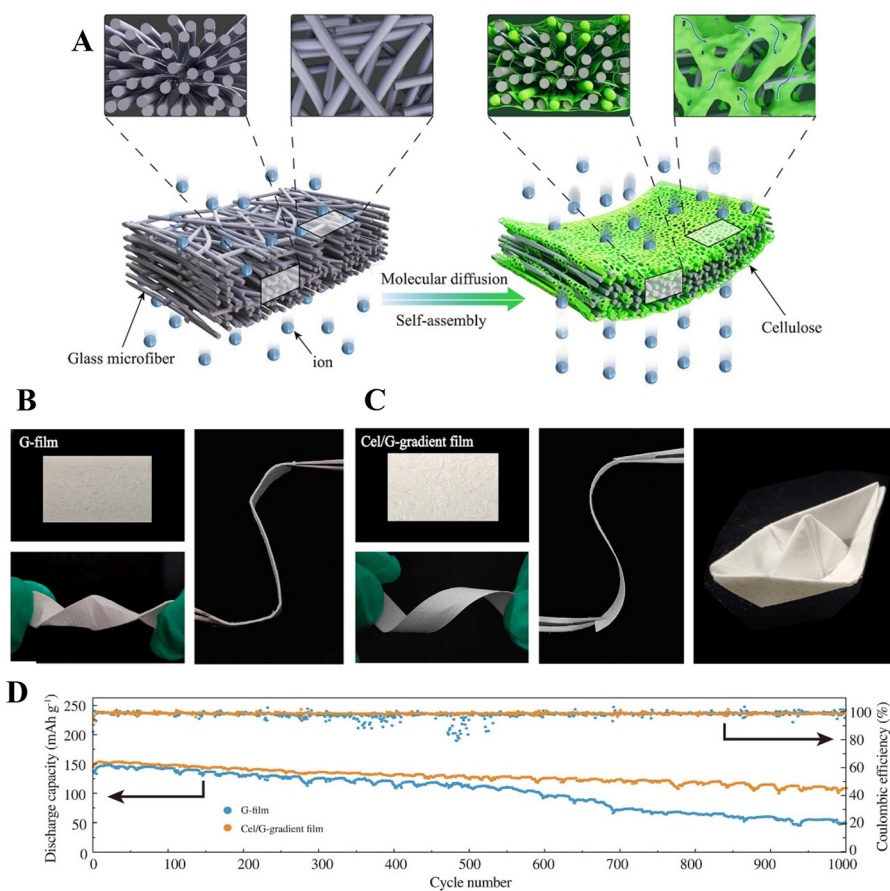 A
Glass microfiber
ion
Molecular diffusion
Self-assembly
Cellulose
B
G-film
C
Cel/G-gradient film
D
Discharge capacity (mAh g⁻¹)
250
200
150
100
50
0
G-film
Cel/G-gradient film
100
80
60
40
20
0
Coulombic efficiency (%)
0
100
200
300
400
500
600
700
800
900
1000
Cycle number